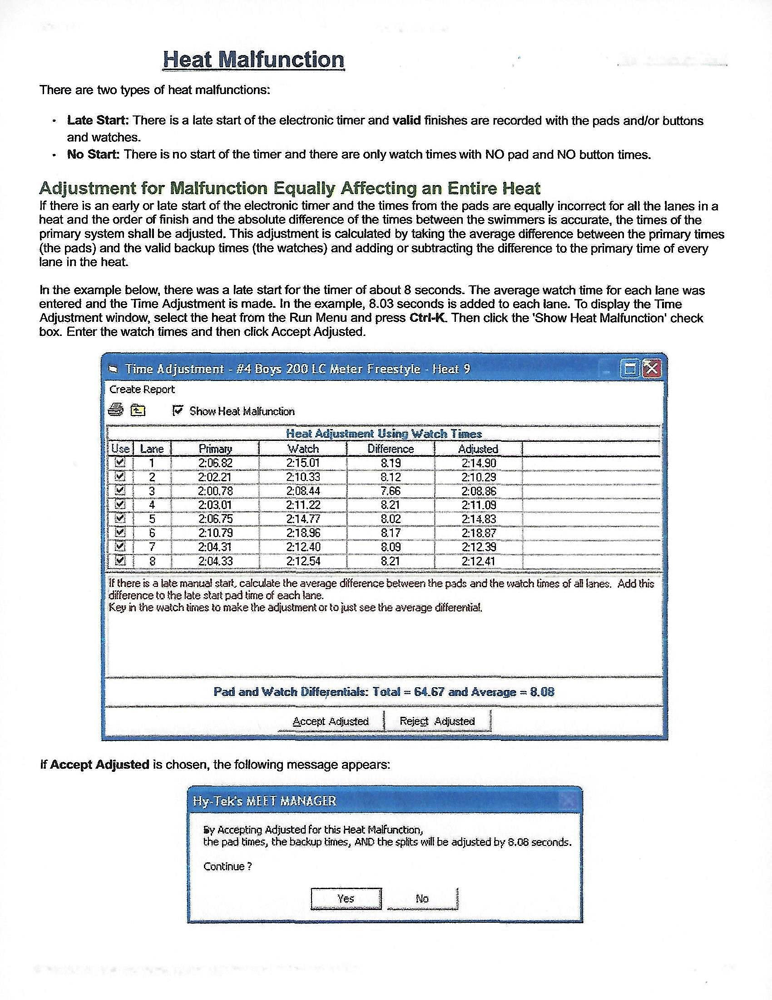 Heat Malfunction
There are two types of heat malfunctions:
· Late Start: There is a late start of the electronic timer and valid finishes are recorded with the pads and/or buttons
and watches.
· No Start: There is no start of the timer and there are only watch times with NO pad and NO button times.
Adjustment for Malfunction Equally Affecting an Entire Heat
If there is an early or late start of the electronic timer and the times from the pads are equally incorrect for all the lanes in a
heat and the order of finish and the absolute difference of the times between the swimmers is accurate, the times of the
primary system shall be adjusted. This adjustment is calculated by taking the average difference between the primary times
(the pads) and the valid backup times (the watches) and adding or subtracting the difference to the primary time of every
lane in the heat.
In the example below, there was a late start for the timer of about 8 seconds. The average watch time for each lane was
entered and the Time Adjustment is made. In the example, 8.03 seconds is added to each lane. To display the Time
Adjustment window, select the heat from the Run Menu and press Ctrl-K. Then click the 'Show Heat Malfunction' check
box. Enter the watch times and then click Accept Adjusted.
Time Adjustment - #4 Boys 200 LC Meter Freestyle - Heat 9
Create Report
Show Heat Malfunction
Heat Adjustment Using Watch Times
Use Lane Primary Watch Difference Adjusted
1 2:06.82 2:15.01 8.19 2:14.90
2 2:02.21 2:10.33 8.12 2:10.29
3 2:00.78 2:08.44 7.66 2:08.86
4 2:03.01 2:11.22 8.21 2:11.09
5 2:06.75 2:14.77 8.02 2:14.83
6 2:10.79 2:18.96 8.17 2:18.87
7 2:04.31 2:12.40 8.09 2:12.39
8 2:04.33 2:12.54 8.21 2:12.41
If there is a late manual start, calculate the average difference between the pads and the watch times of all lanes. Add this
difference to the late start pad time of each lane.
Key in the watch times to make the adjustment or to just see the average differential.
Pad and Watch Differentials: Total = 64.67 and Average = 8.08
Accept Adjusted Reject Adjusted
If Accept Adjusted is chosen, the following message appears:
Hy-Tek's MEET MANAGER
By Accepting Adjusted for this Heat Malfunction,
the pad times, the backup times, AND the splits will be adjusted by 8.08 seconds.
Continue ?
Yes No